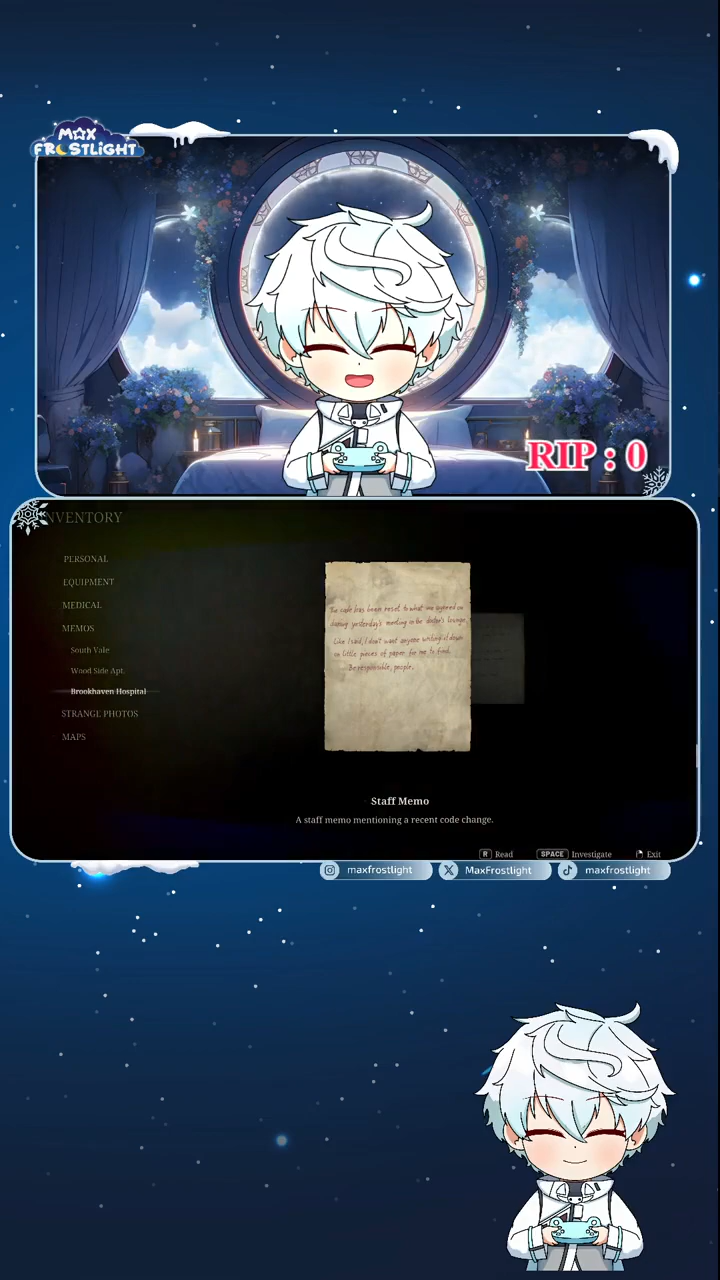 MAX
FROSTLIGHT
RIP : 0
INVENTORY
PERSONAL
EQUIPMENT
MEDICAL
MEMOS
South Vale
Wood Side Apt.
Brookhaven Hospital
STRANGE PHOTOS
MAPS
The code has been reset to what we agreed on
during yesterday's meeting in the doctor's lounge.
Like I said, I don't want anyone writing it down
on little pieces of paper for me to find.
Be responsible, people.
Staff Memo
A staff memo mentioning a recent code change.
R Read SPACE Investigate Exit
maxfrostlight MaxFrostlight maxfrostlight